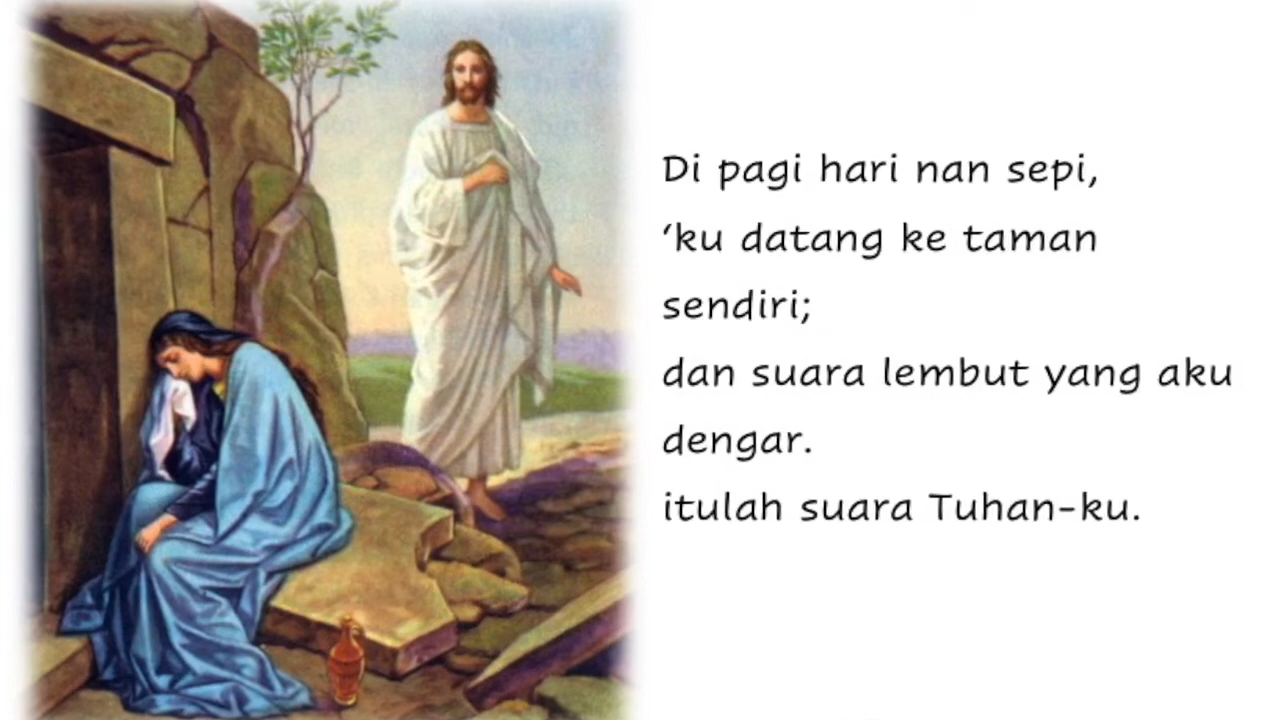 Di pagi hari nan sepi,
‘ku datang ke taman
sendiri;
dan suara lembut yang aku
dengar.
itulah suara Tuhan-ku.